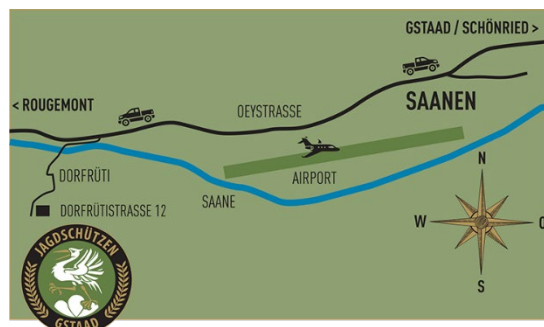 GSTAAD / SCHÖNRIED >
SAANEN
< ROUGEMONT
OEYSTRASSE
DORFRÜTI
AIRPORT
SAANE
DORFRÜTISTRASSE 12
N
W
O
S
JAGDSCHÜTZEN
GSTAAD